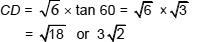 CD = √6 × tan 60 = √6 × √3
= √18 or 3√2